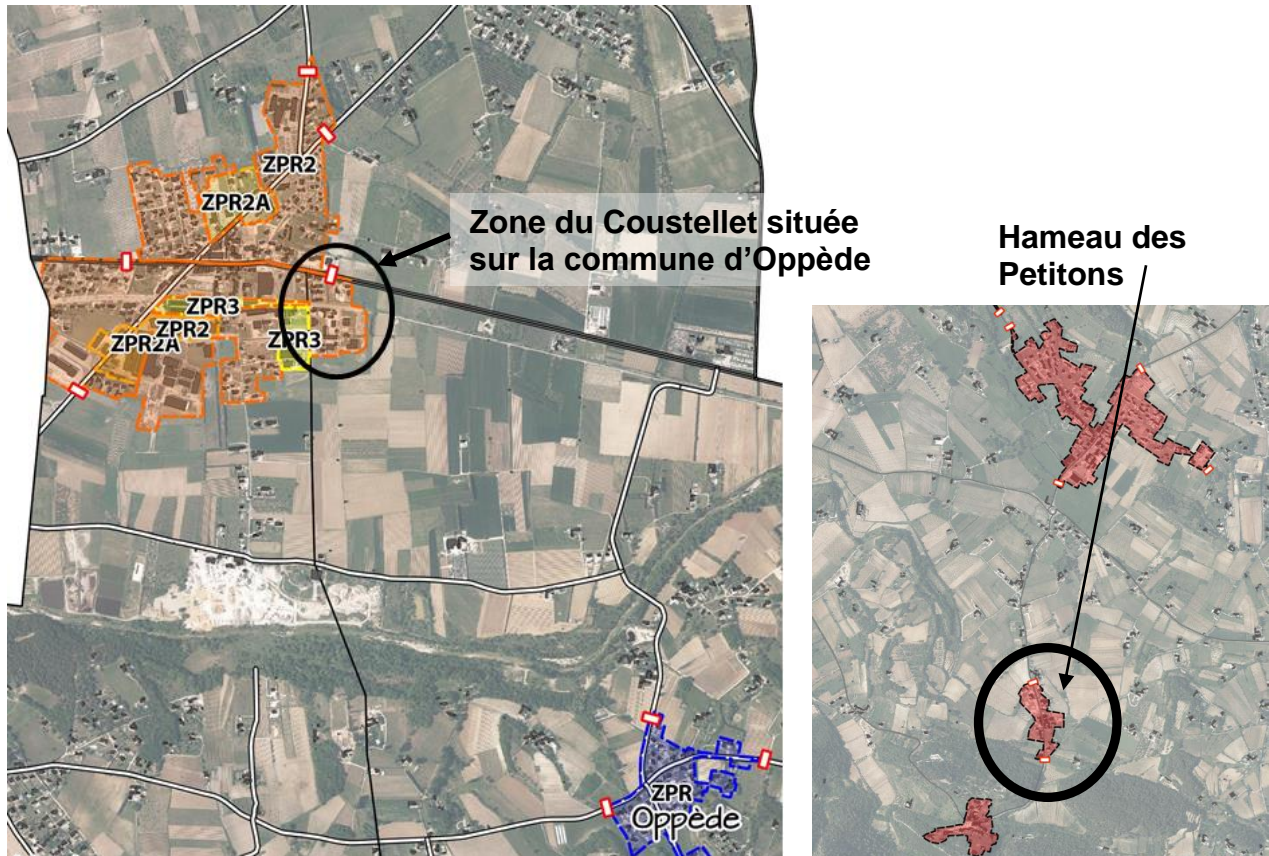 ZPR2
ZPR2A
Zone du Coustellet située
sur la commune d'Oppède
Hameau des
Petitons
ZPR3
ZPR2
ZPR2A
ZPR3
ZPR
Oppède